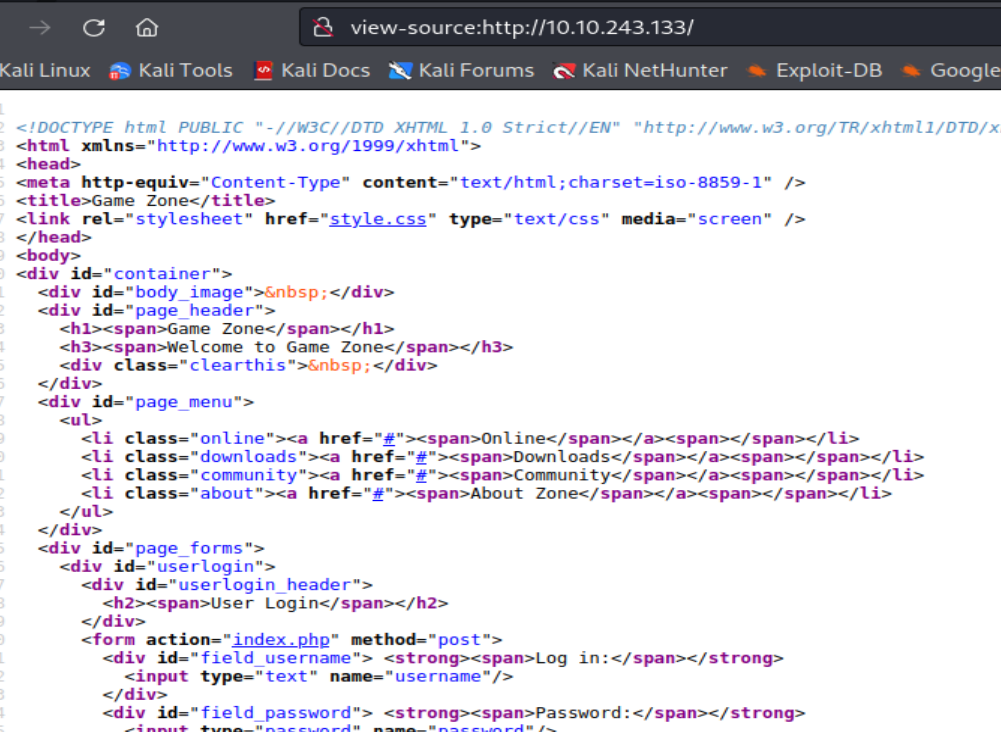 view-source:http://10.10.243.133/
Kali Linux Kali Tools Kali Docs Kali Forums Kali NetHunter Exploit-DB Google
<!DOCTYPE html PUBLIC "-//W3C//DTD XHTML 1.0 Strict//EN" "http://www.w3.org/TR/xhtml1/DTD/x
<html xmlns="http://www.w3.org/1999/xhtml">
<head>
<meta http-equiv="Content-Type" content="text/html;charset=iso-8859-1" />
<title>Game Zone</title>
<link rel="stylesheet" href="style.css" type="text/css" media="screen" />
</head>
<body>
<div id="container">
<div id="body_image">&nbsp;</div>
<div id="page_header">
<h1><span>Game Zone</span></h1>
<h3><span>Welcome to Game Zone</span></h3>
<div class="clearthis">&nbsp;</div>
</div>
<div id="page_menu">
<ul>
<li class="online"><a href="#"><span>Online</span></a><span></span></li>
<li class="downloads"><a href="#"><span>Downloads</span></a><span></span></li>
<li class="community"><a href="#"><span>Community</span></a><span></span></li>
<li class="about"><a href="#"><span>About Zone</span></a><span></span></li>
</ul>
</div>
<div id="page_forms">
<div id="userlogin">
<div id="userlogin_header">
<h2><span>User Login</span></h2>
</div>
<form action="index.php" method="post">
<div id="field_username"> <strong><span>Log in:</span></strong>
<input type="text" name="username"/>
</div>
<div id="field_password"> <strong><span>Password:</span></strong>
<input type="password" name="password"/>